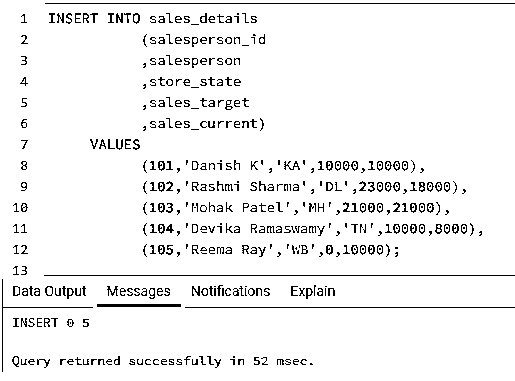 1 INSERT INTO sales_details
2 (salesperson_id
3 ,salesperson
4 ,store_state
5 ,sales_target
6 ,sales_current)
7 VALUES
8 (101,'Danish K','KA',10000,10000),
9 (102,'Rashmi Sharma','DL',23000,18000),
10 (103,'Mohak Patel','MH',21000,21000),
11 (104,'Devika Ramaswamy','TN',10000,8000),
12 (105,'Reema Ray','WB',0,10000);
13
Data Output Messages Notifications Explain
INSERT 0 5
Query returned successfully in 52 msec.